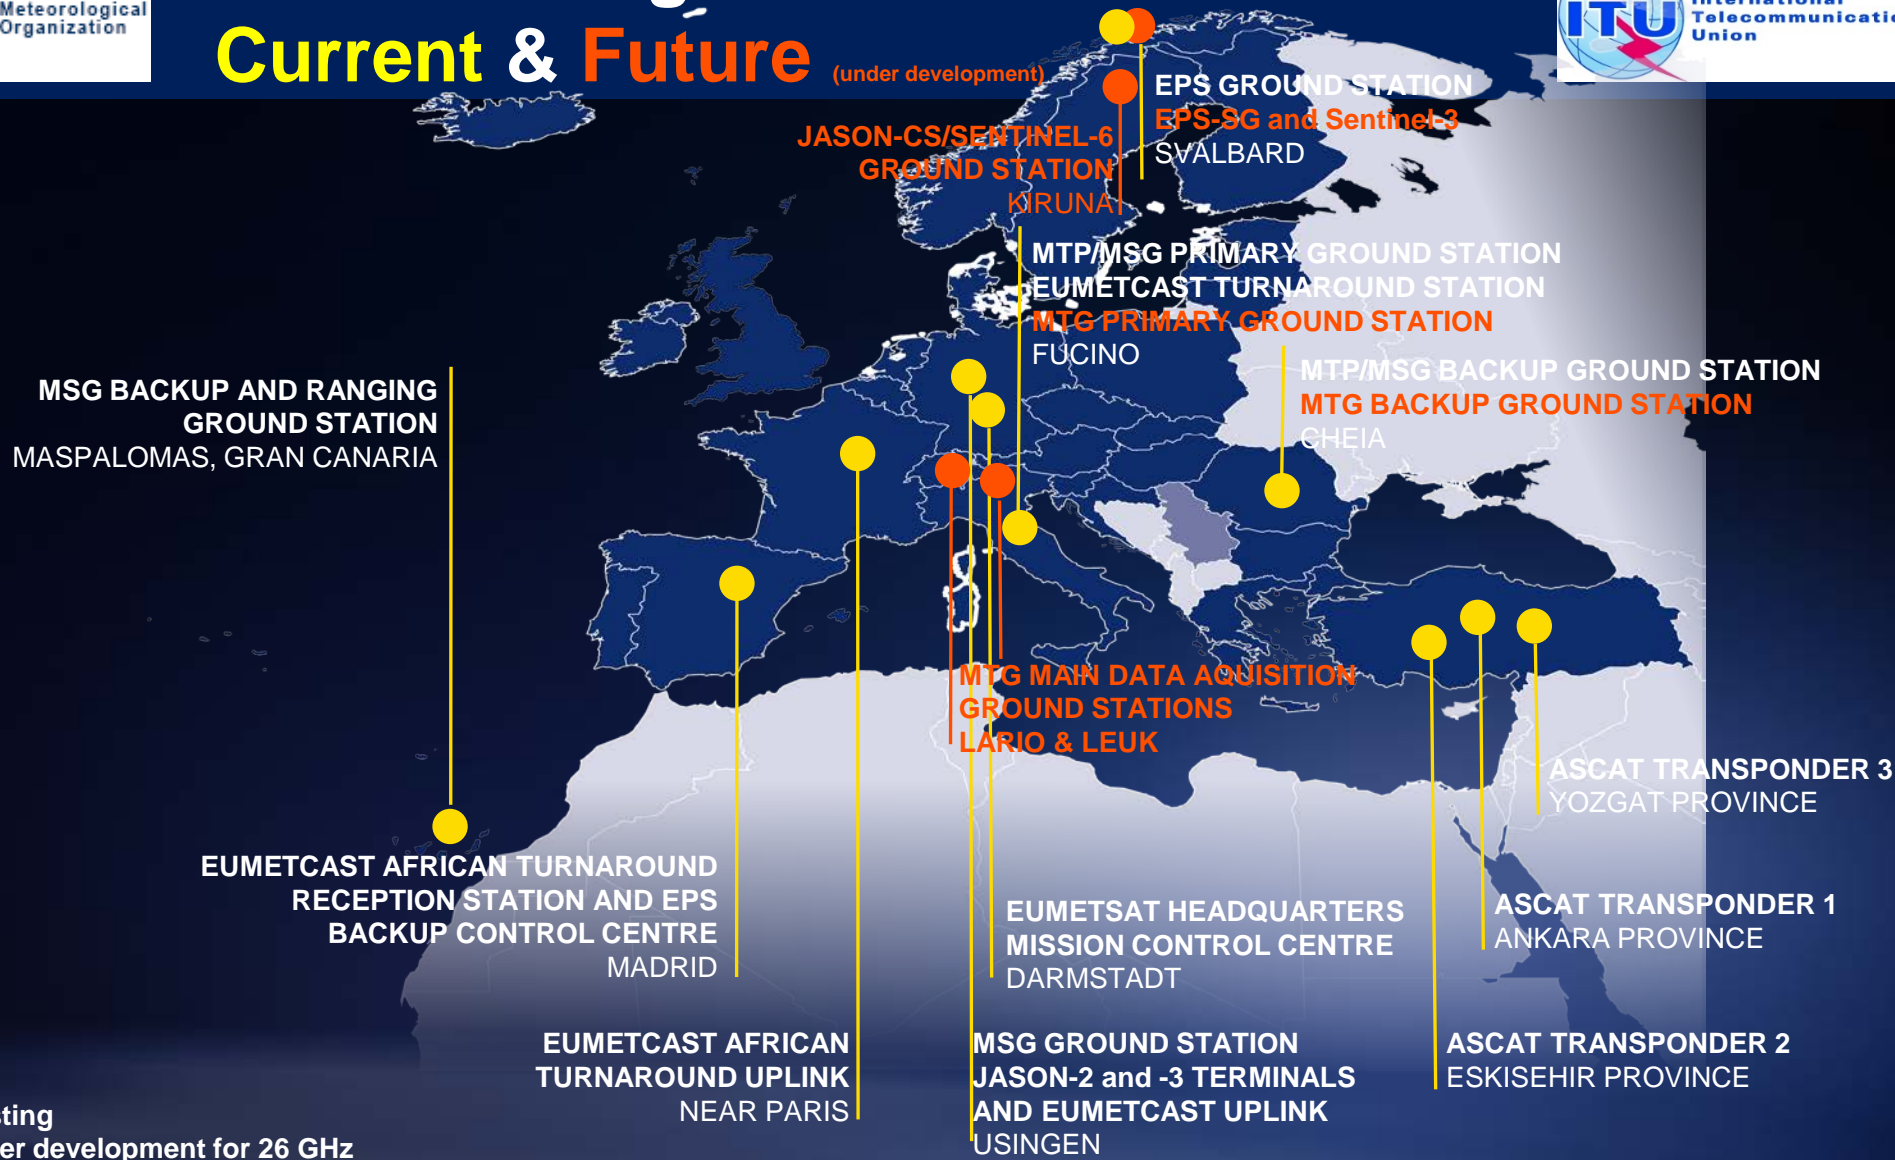 Meteorological
Organization
Current & Future (under development)
ITU
International
Telecommunicatio
Union
EPS GROUND STATION
EPS-SG and Sentinel-3
SVALBARD
JASON-CS/SENTINEL-6
GROUND STATION
KIRUNA
MTP/MSG PRIMARY GROUND STATION
EUMETCAST TURNAROUND STATION
MTG PRIMARY GROUND STATION
FUCINO
MTP/MSG BACKUP GROUND STATION
MTG BACKUP GROUND STATION
CHEIA
MSG BACKUP AND RANGING
GROUND STATION
MASPALOMAS, GRAN CANARIA
MTG MAIN DATA AQUISITION
GROUND STATIONS
LARIO & LEUK
ASCAT TRANSPONDER 3
YOZGAT PROVINCE
EUMETCAST AFRICAN TURNAROUND
RECEPTION STATION AND EPS
BACKUP CONTROL CENTRE
MADRID
EUMETSAT HEADQUARTERS
MISSION CONTROL CENTRE
DARMSTADT
ASCAT TRANSPONDER 1
ANKARA PROVINCE
EUMETCAST AFRICAN
TURNAROUND UPLINK
NEAR PARIS
MSG GROUND STATION
JASON-2 and -3 TERMINALS
AND EUMETCAST UPLINK
USINGEN
ASCAT TRANSPONDER 2
ESKISEHIR PROVINCE
sting
er development for 26 GHz